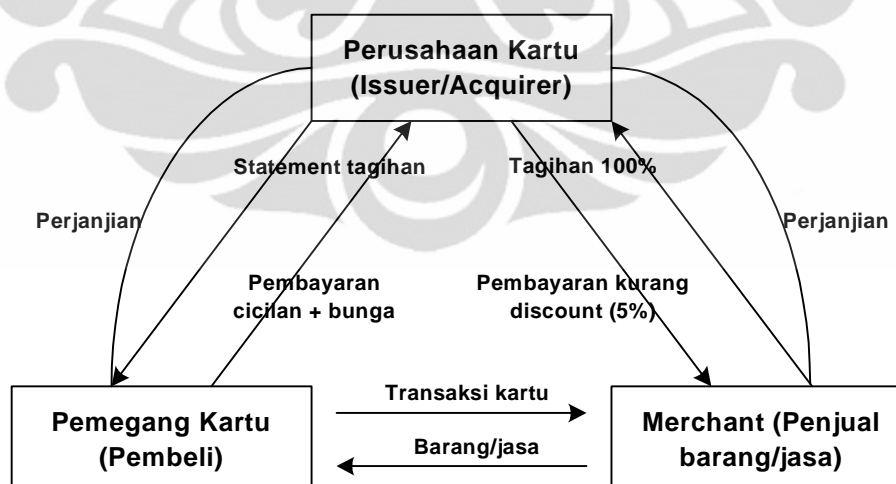 Perusahaan Kartu
(Issuer/Acquirer)
Statement tagihan
Tagihan 100%
Perjanjian
Perjanjian
Pembayaran
cicilan + bunga
Pembayaran kurang
discount (5%)
Transaksi kartu
Pemegang Kartu
(Pembeli)
Merchant (Penjual
barang/jasa)
Barang/jasa